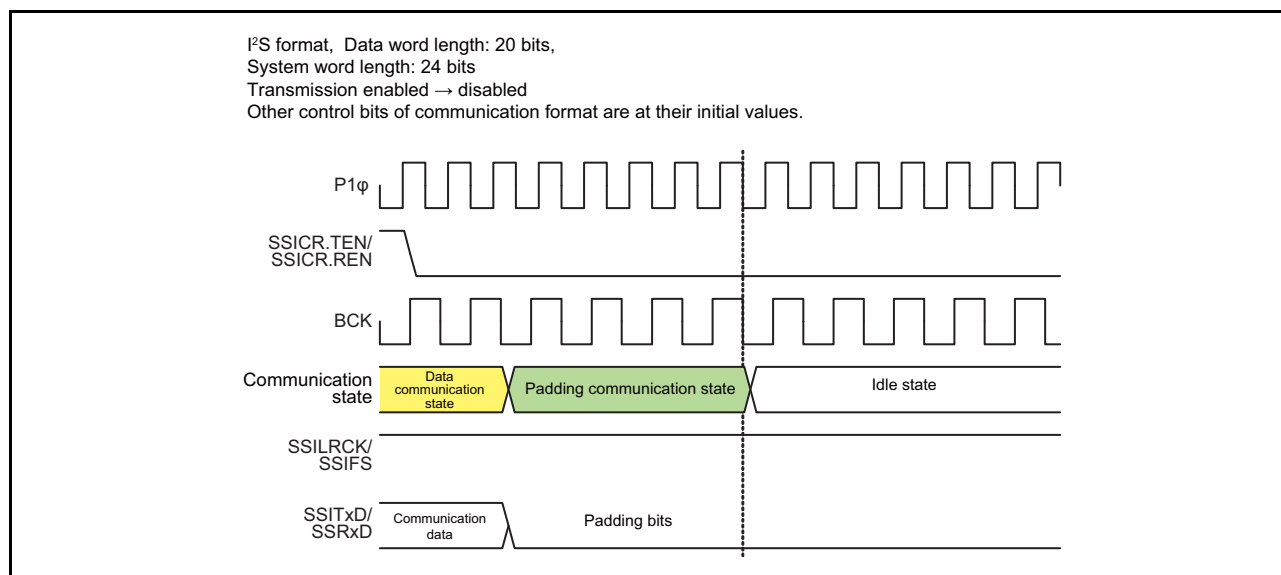 I²S format, Data word length: 20 bits,
System word length: 24 bits
Transmission enabled → disabled
Other control bits of communication format are at their initial values.
P1φ
SSICR.TEN/
SSICR.REN
BCK
Communication
state
Data
communication
state
Padding communication state
Idle state
SSILRCK/
SSIFS
SSITxD/
SSRxD
Communication
data
Padding bits